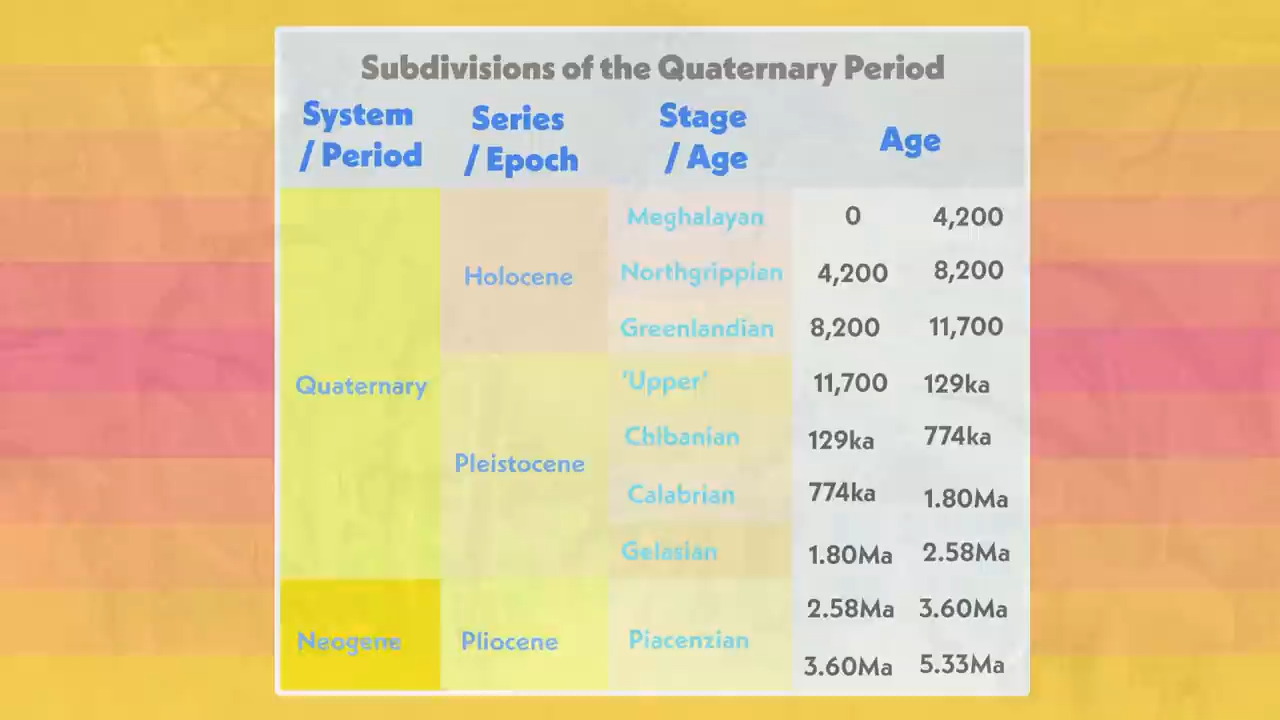 Subdivisions of the Quaternary Period
System / Period
Series / Epoch
Stage / Age
Age
Quaternary
Holocene
Meghalayan 0 4,200
Northgrippian 4,200 8,200
Greenlandian 8,200 11,700
Pleistocene
'Upper' 11,700 129ka
Chibanian 129ka 774ka
Calabrian 774ka 1.80Ma
Gelasian 1.80Ma 2.58Ma
Neogene
Pliocene
Piacenzian 2.58Ma 3.60Ma
3.60Ma 5.33Ma